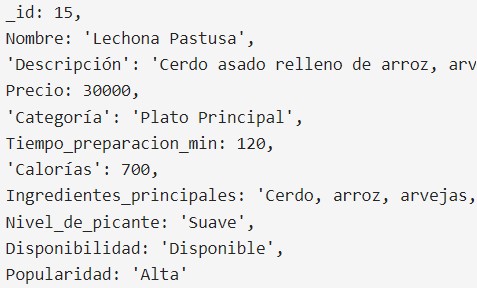 _id: 15,
Nombre: 'Lechona Pastusa',
'Descripción': 'Cerdo asado relleno de arroz, arv
Precio: 30000,
'Categoría': 'Plato Principal',
Tiempo_preparacion_min: 120,
'Calorías': 700,
Ingredientes_principales: 'Cerdo, arroz, arvejas,
Nivel_de_picante: 'Suave',
Disponibilidad: 'Disponible',
Popularidad: 'Alta'